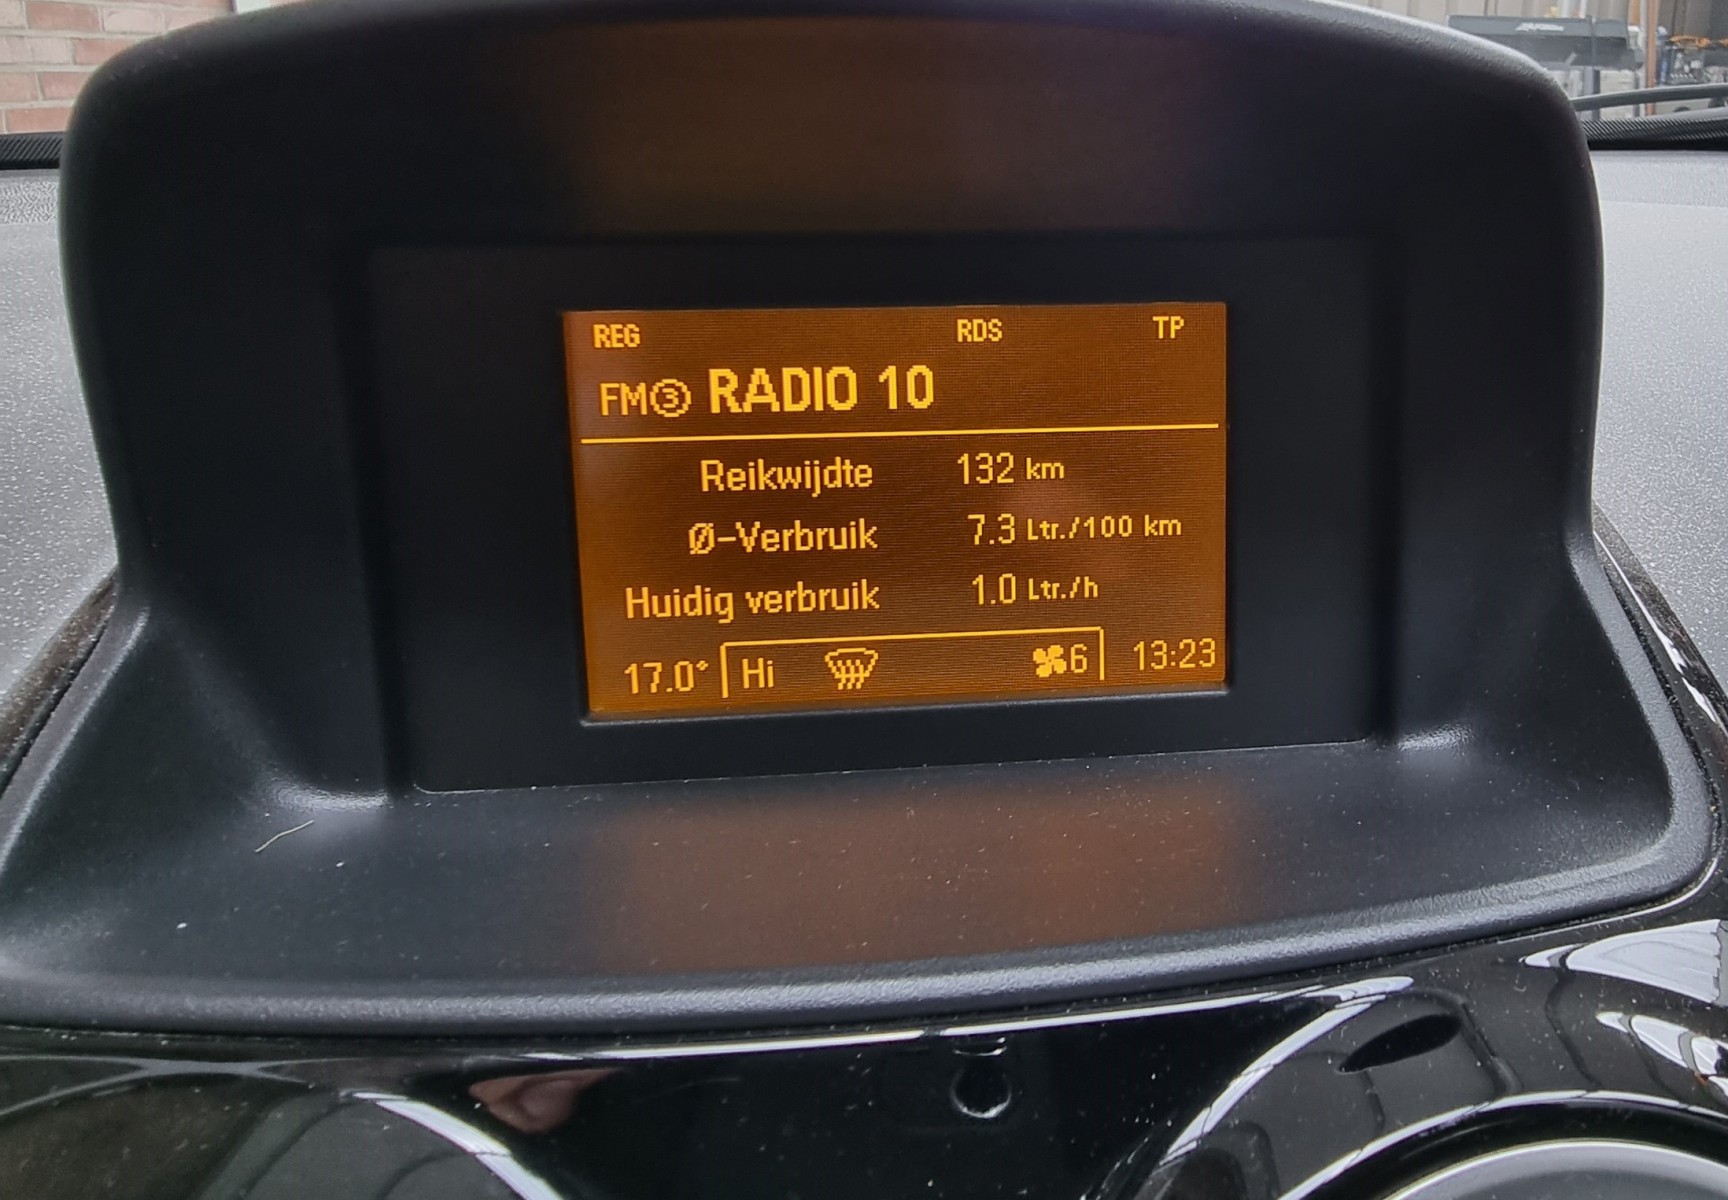 REG RDS TP
FM③ RADIO 10
Reikwijdte 132 km
Ø-Verbruik 7.3 Ltr./100 km
Huidig verbruik 1.0 Ltr./h
17.0° Hi 6 13:23